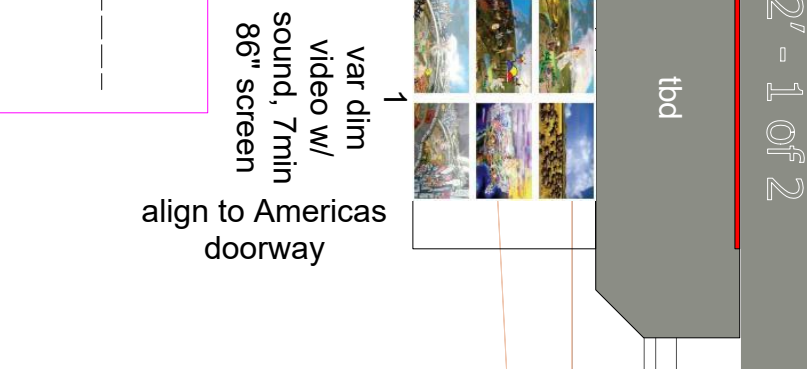 1
var dim
video w/
sound, 7min
86" screen
align to Americas
doorway
tbd
2' - 1 of 2